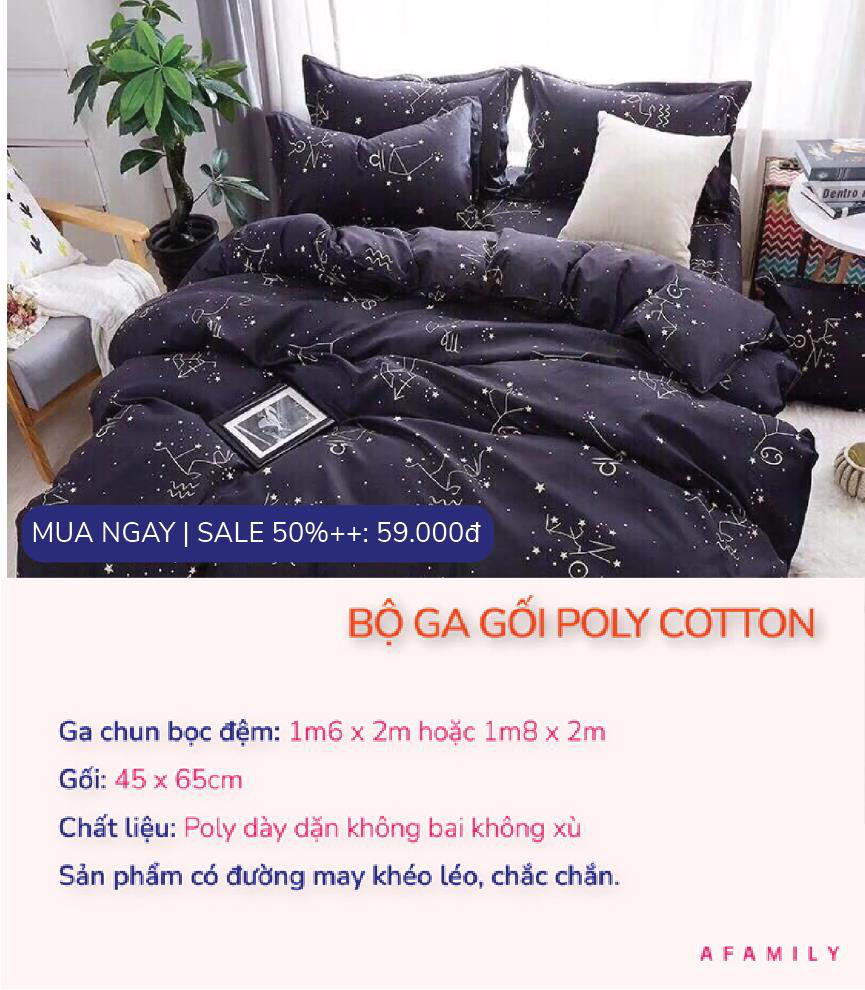 Dentro
MUA NGAY | SALE 50%++: 59.000đ
BỘ GA GỐI POLY COTTON
Ga chun bọc đệm: 1m6 x 2m hoặc 1m8 x 2m
Gối: 45 x 65cm
Chất liệu: Poly dày dặn không bai không xù
Sản phẩm có đường may khéo léo, chắc chắn.
AFAMILY